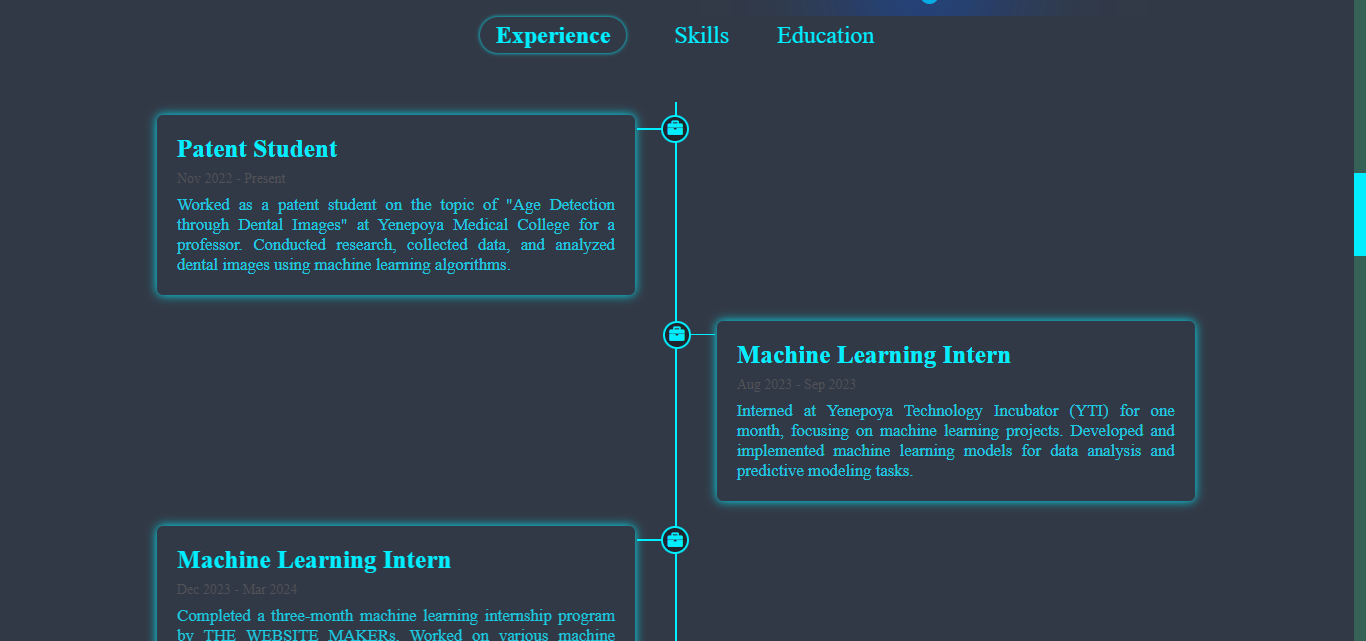 Experience Skills Education
Patent Student
Nov 2022 - Present
Worked as a patent student on the topic of "Age Detection
through Dental Images" at Yenepoya Medical College for a
professor. Conducted research, collected data, and analyzed
dental images using machine learning algorithms.
Machine Learning Intern
Aug 2023 - Sep 2023
Interned at Yenepoya Technology Incubator (YTI) for one
month, focusing on machine learning projects. Developed and
implemented machine learning models for data analysis and
predictive modeling tasks.
Machine Learning Intern
Dec 2023 - Mar 2024
Completed a three-month machine learning internship program
by THE WEBSITE MAKERs. Worked on various machine